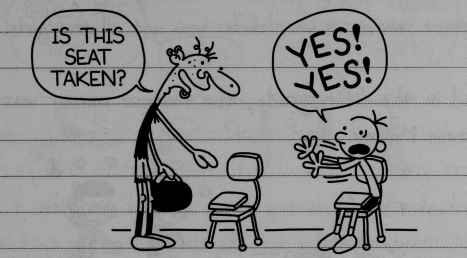 IS THIS
SEAT
TAKEN?
YES!
YES!